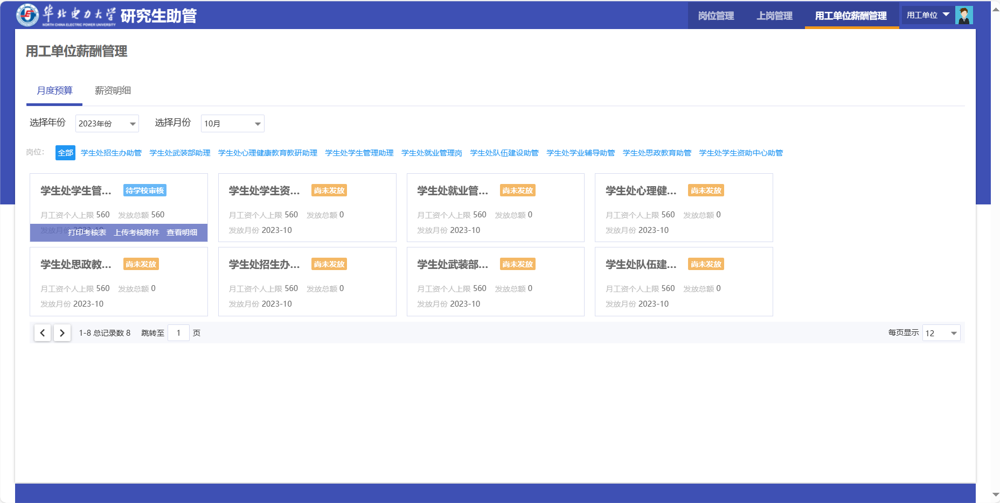 华北电力大学 研究生助管 岗位管理 上岗管理 用工单位薪酬管理 用工单位
NORTH CHINA ELECTRIC POWER UNIVERSITY
用工单位薪酬管理
月度预算 薪资明细
选择年份 2023年份 选择月份 10月
岗位: 全部 学生处招生办助管 学生处武装部助理 学生处心理健康教育教研助理 学生处学生管理助理 学生处就业管理岗 学生处队伍建设助管 学生处学业辅导助管 学生处思政教育助管 学生处学生资助中心助管
学生处学生管... 待学校审核
月工资个人上限 560 发放总额 560
发放月份 2023-10
打印考核表 上传考核附件 查看明细
学生处学生资... 尚未发放
月工资个人上限 560 发放总额 0
发放月份 2023-10
学生处就业管... 尚未发放
月工资个人上限 560 发放总额 0
发放月份 2023-10
学生处心理健... 尚未发放
月工资个人上限 560 发放总额 0
发放月份 2023-10
学生处思政教... 尚未发放
月工资个人上限 560 发放总额 0
发放月份 2023-10
学生处招生办... 尚未发放
月工资个人上限 560 发放总额 0
发放月份 2023-10
学生处武装部... 尚未发放
月工资个人上限 560 发放总额 0
发放月份 2023-10
学生处队伍建... 尚未发放
月工资个人上限 560 发放总额 0
发放月份 2023-10
1-8 总记录数 8 跳转至 1 页 每页显示 12